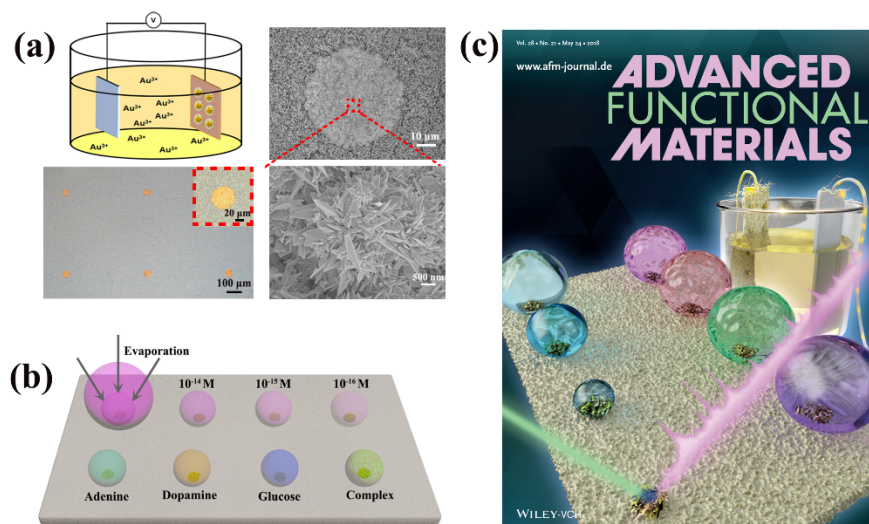 (a)
V
Au³⁺
Au³⁺
Au³⁺
Au³⁺
Au³⁺
Au³⁺
Au³⁺
Au³⁺
Au³⁺
10 μm
20 μm
100 μm
500 nm
(b)
Evaporation
10⁻¹⁴ M
10⁻¹⁵ M
10⁻¹⁶ M
Adenine
Dopamine
Glucose
Complex
(c)
Vol. 28 • No. 21 • May 24 • 2018
www.afm-journal.de
ADVANCED
FUNCTIONAL
MATERIALS
WILEY-VCH